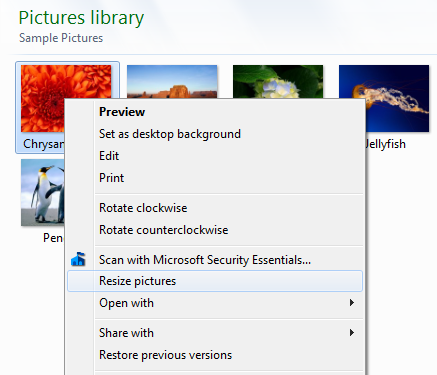 Pictures library
Sample Pictures
Chrysan
Jellyfish
Pen
Preview
Set as desktop background
Edit
Print
Rotate clockwise
Rotate counterclockwise
Scan with Microsoft Security Essentials...
Resize pictures
Open with
Share with
Restore previous versions